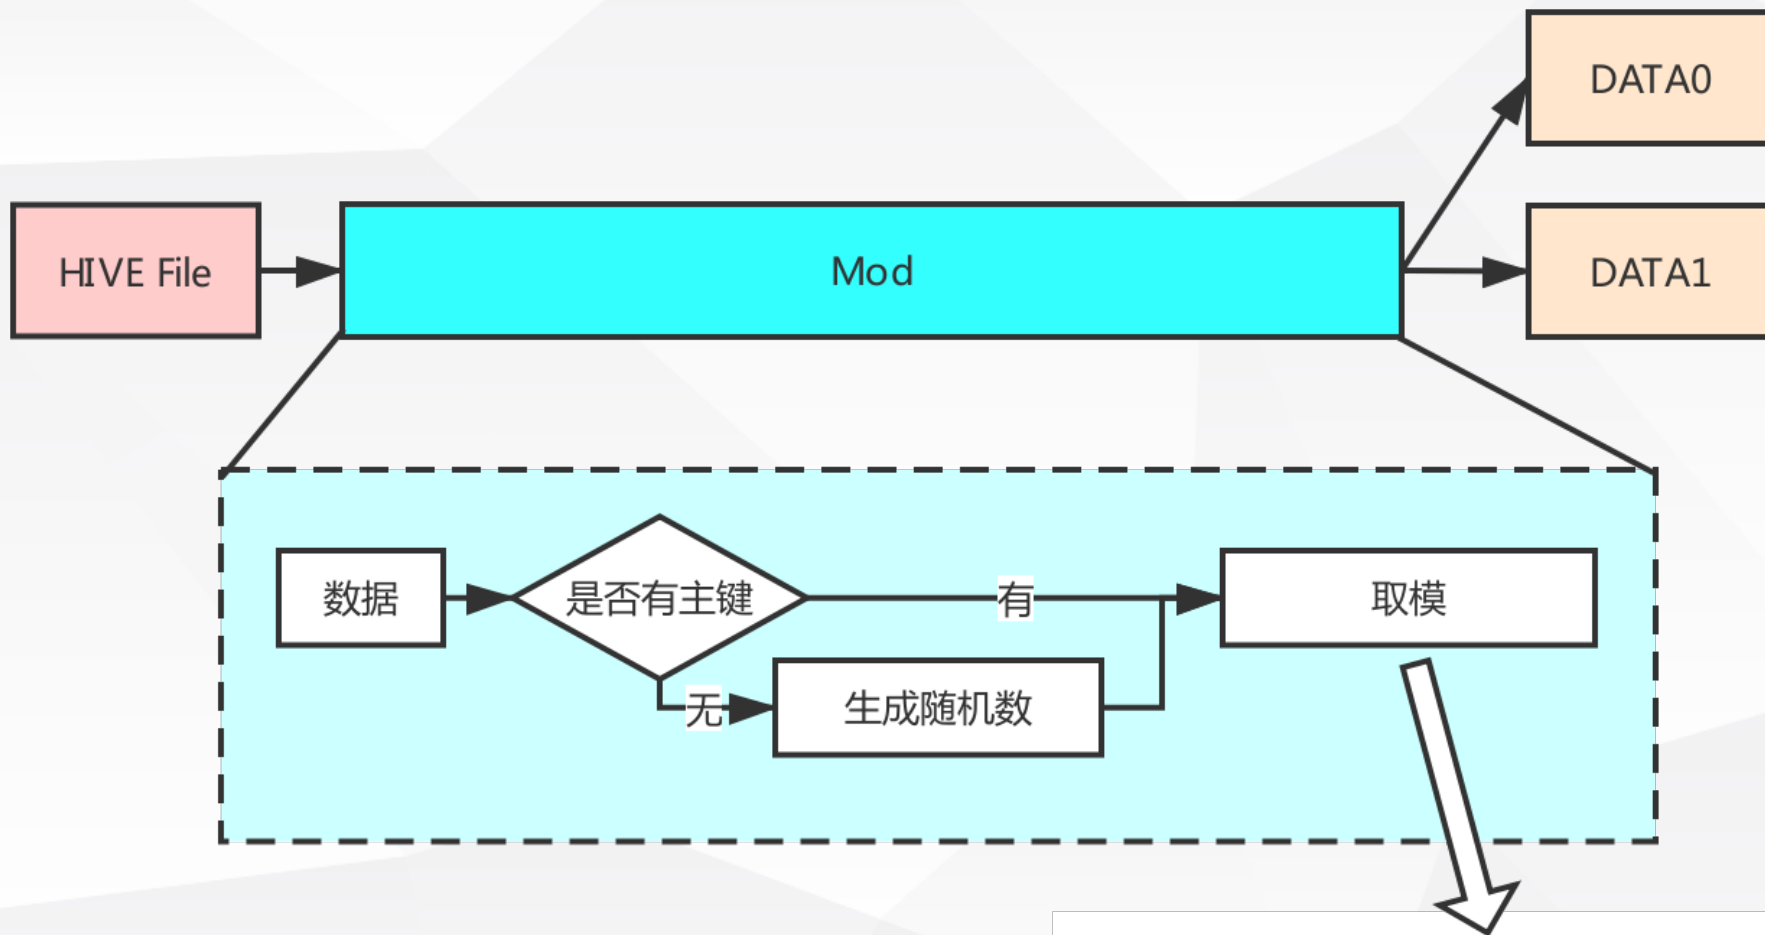 DATA0
HIVE File
Mod
DATA1
数据
是否有主键
有
取模
无
生成随机数